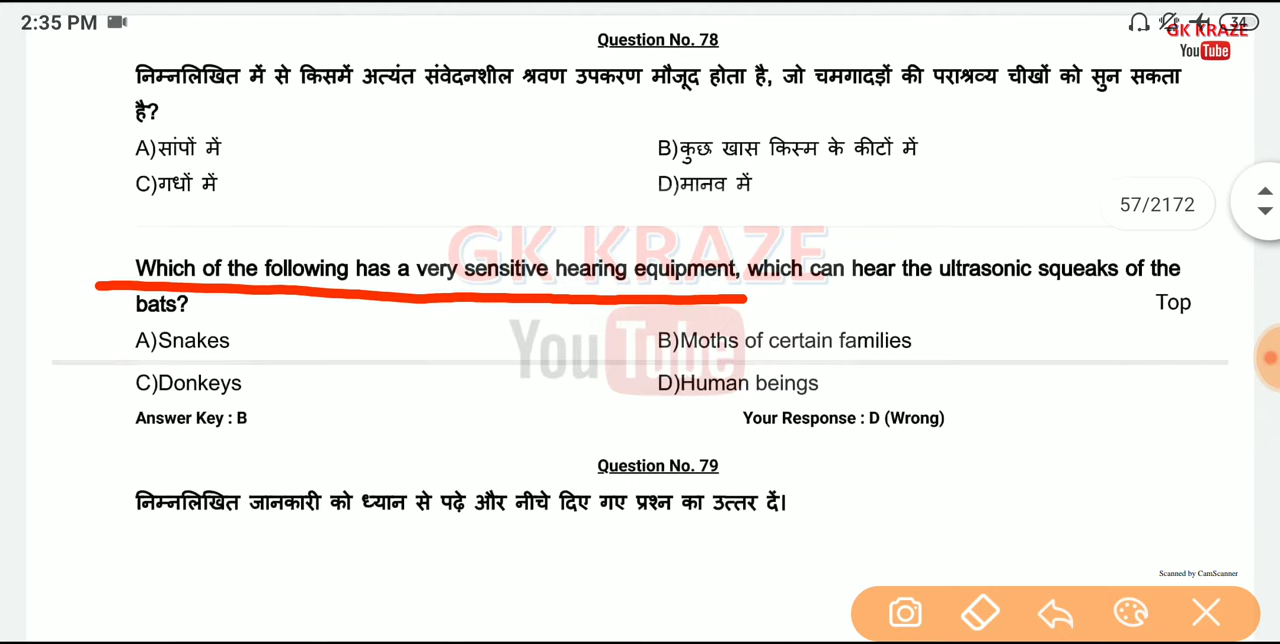 2:35 PM
34
GK KRAZE
YouTube
Question No. 78
निम्नलिखित में से किसमें अत्यंत संवेदनशील श्रवण उपकरण मौजूद होता है, जो चमगादड़ों की पराश्रव्य चीखों को सुन सकता
है?
A)सांपों में
B)कुछ खास किस्म के कीटों में
C)गधों में
D)मानव में
57/2172
GK KRAZE
Which of the following has a very sensitive hearing equipment, which can hear the ultrasonic squeaks of the
bats?
Top
YouTube
A)Snakes
B)Moths of certain families
C)Donkeys
D)Human beings
Answer Key : B
Your Response : D (Wrong)
Question No. 79
निम्नलिखित जानकारी को ध्यान से पढ़े और नीचे दिए गए प्रश्न का उत्तर दें।
Scanned by CamScanner